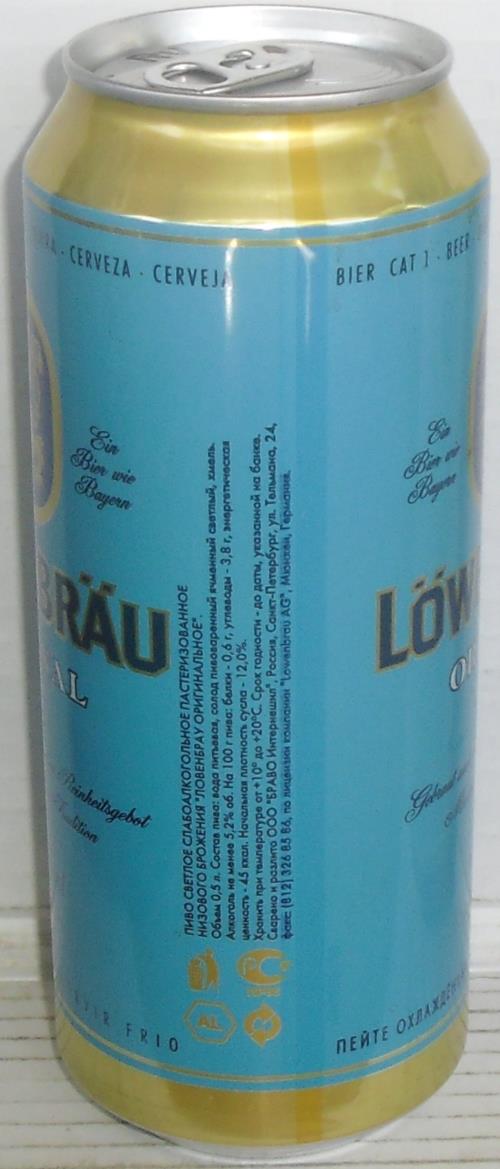 CERVEZA · CERVEJA
BIER CAT 1 · BEER
Ein
Bier wie
Bayern
Ein
Bier wie
Bayern
BRÄU
LÖW
AL
Reinheitsgebot
Tradition
ПИВО СВЕТЛОЕ СЛАБОАЛКОГОЛЬНОЕ ПАСТЕРИЗОВАННОЕ
НИЗОВОГО БРОЖЕНИЯ "ЛОВЕНБРАУ ОРИГИНАЛЬНОЕ".
Объем 0,5 л. Состав пива: вода питьевая, солод пивоваренный ячменный светлый, хмель.
Алкоголь не менее 5,2% об. На 100 г пива: белки - 0,6 г, углеводы - 3,8 г, энергетическая
ценность - 45 ккал. Начальная плотность сусла - 12,0%.
Хранить при температуре от +10° до +20°С. Срок годности - до даты, указанной на банке.
Сварено и разлито ООО "БРАВО Интернешнл", Россия, Санкт-Петербург, ул. Тельмана, 24,
факс: (812) 326 85 86, по лицензии компании "Lowenbrau AG", Мюнхен, Германия.
AL
FRIO
ПЕЙТЕ ОХЛАЖДЁН